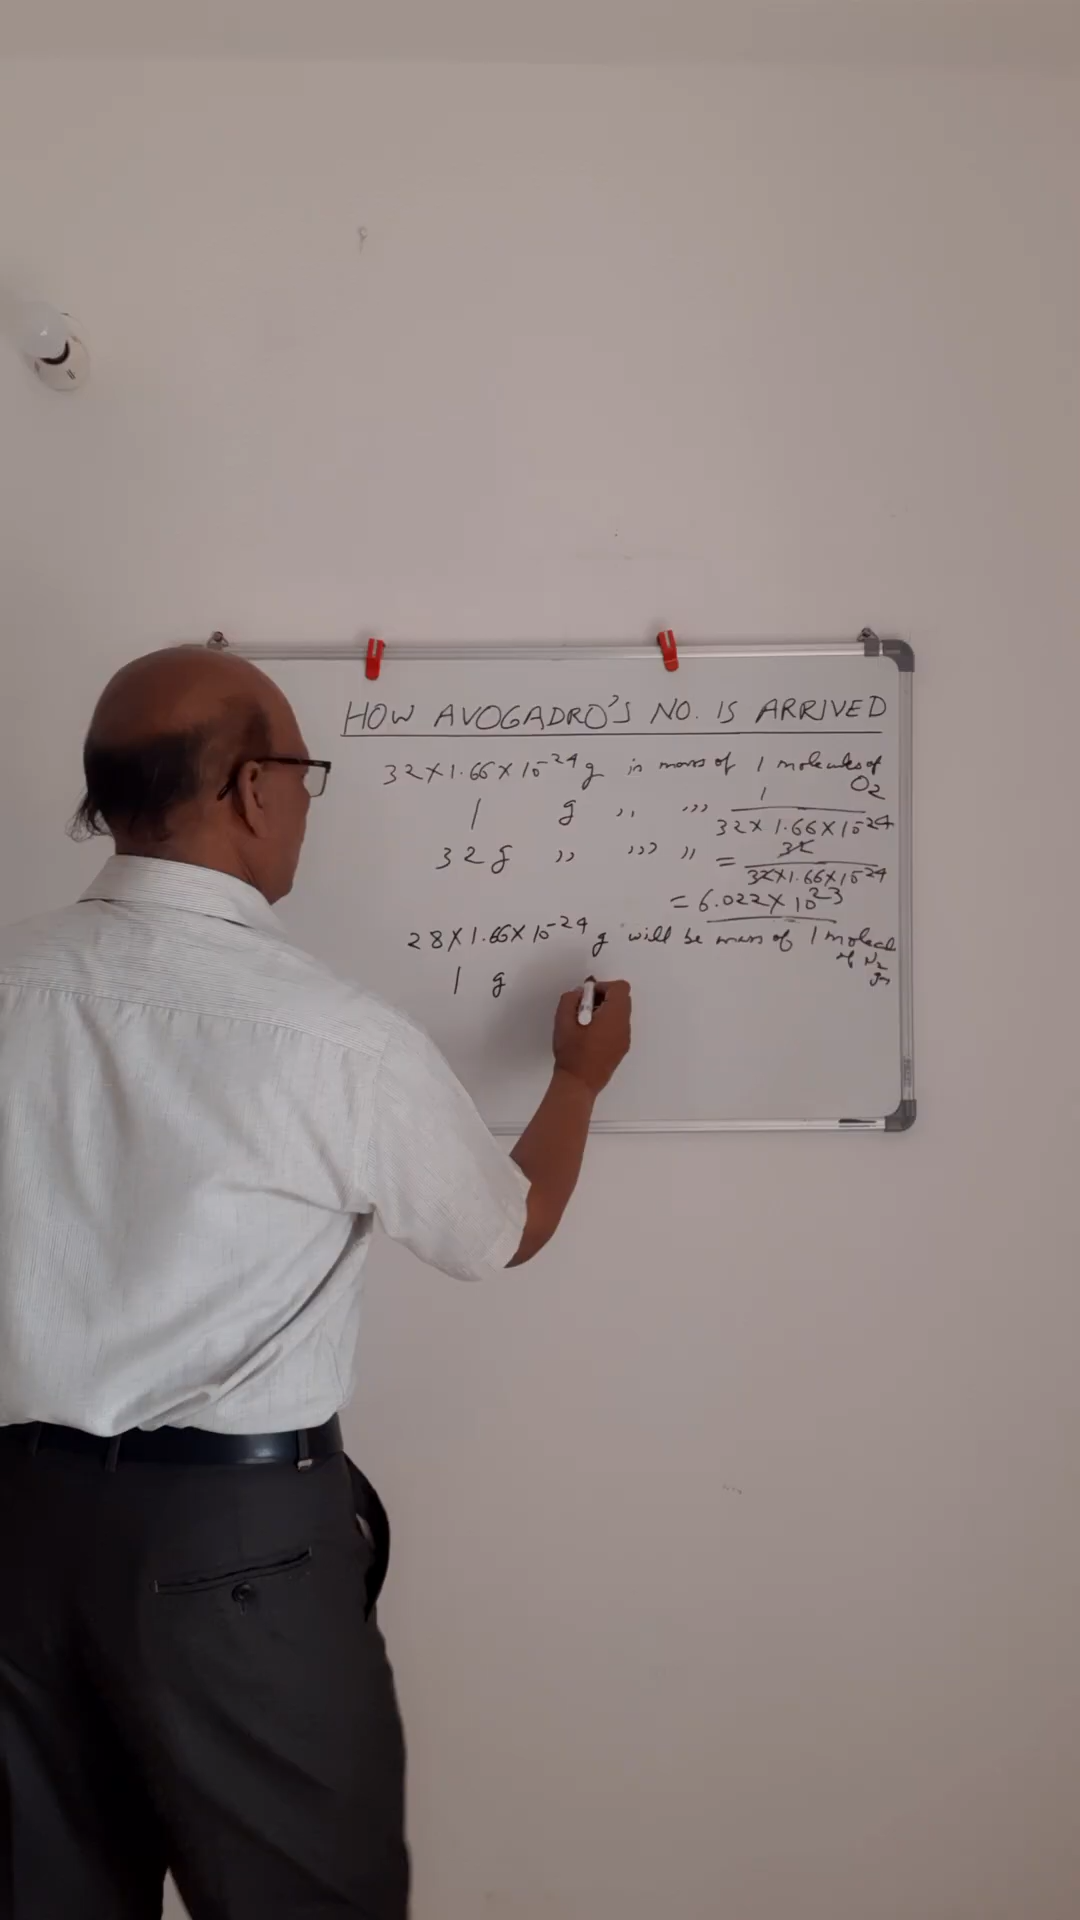 HOW AVOGADRO'S NO. IS ARRIVED
32 × 1.66 × 10⁻²⁴ g is mass of 1 molecules of O₂
1 g ,, ,,, 1 / 32 × 1.66 × 10⁻²⁴
32 g ,, ,,, ,, = 32 / 32 × 1.66 × 10⁻²⁴
= 6.022 × 10²³
28 × 1.66 × 10⁻²⁴ g will be mass of 1 molecul
of N₂
1 g